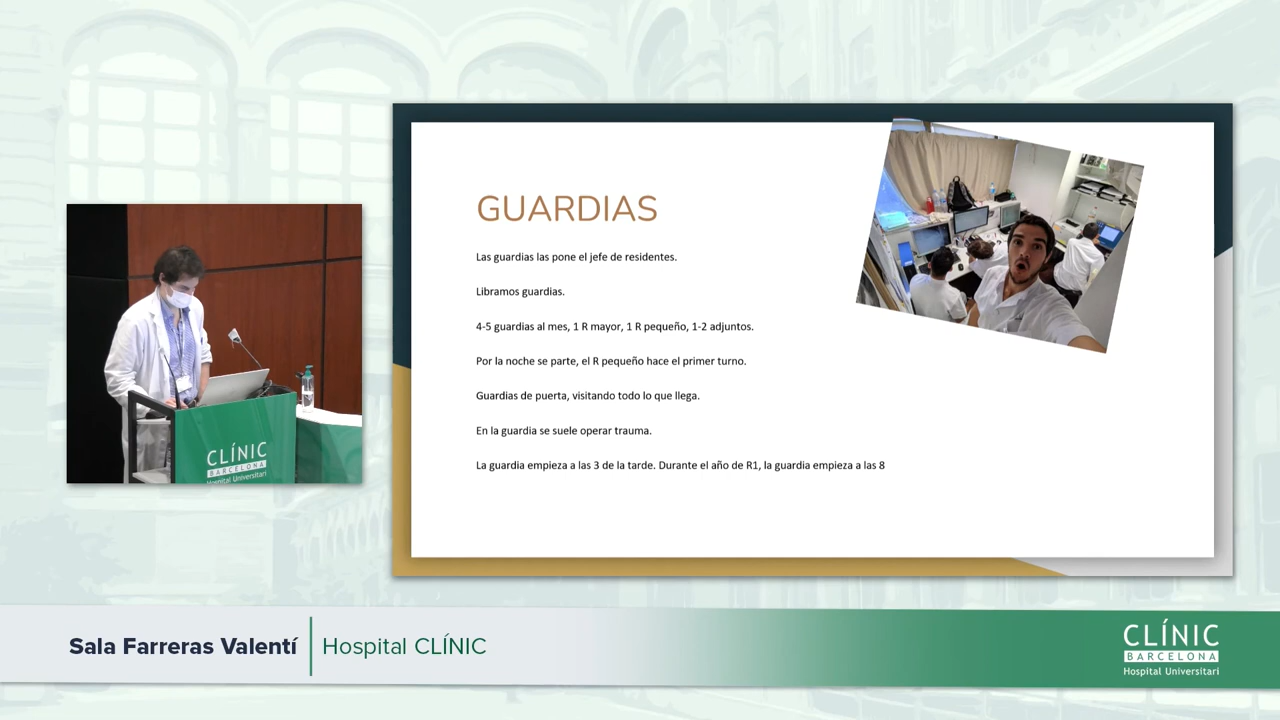 GUARDIAS
Las guardias las pone el jefe de residentes.
Libramos guardias.
4-5 guardias al mes, 1 R mayor, 1 R pequeño, 1-2 adjuntos.
Por la noche se parte, el R pequeño hace el primer turno.
Guardias de puerta, visitando todo lo que llega.
En la guardia se suele operar trauma.
La guardia empieza a las 3 de la tarde. Durante el año de R1, la guardia empieza a las 8
CLÍNIC
BARCELONA
Hospital Universitari
Sala Farreras Valentí
Hospital CLÍNIC
CLÍNIC
BARCELONA
Hospital Universitari